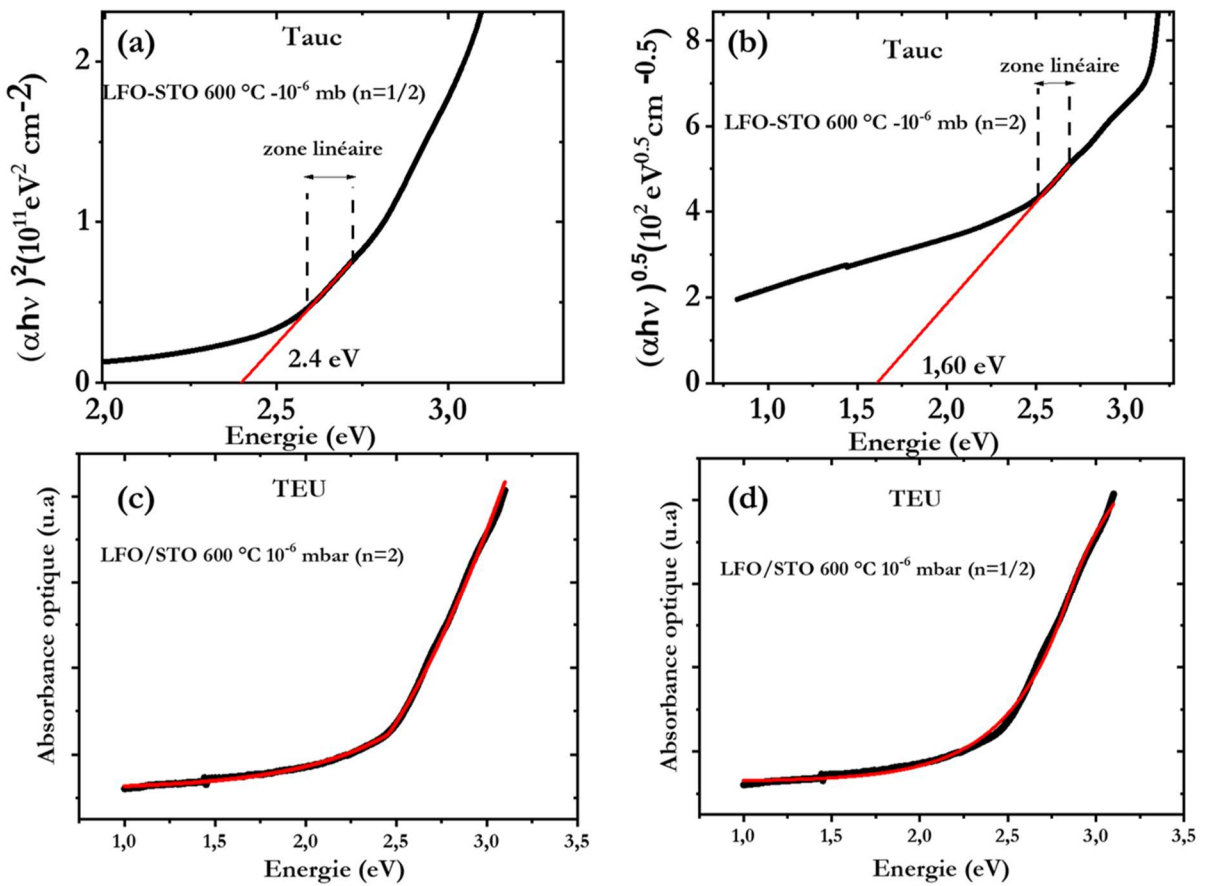 (a)
Tauc
LFO-STO 600 °C -10⁻⁶ mb (n=1/2)
zone linéaire
2.4 eV
2
1
0
2,0
2,5
3,0
(αhν )²(10¹¹eV² cm-2)
Energie (eV)
(b)
Tauc
zone linéaire
LFO-STO 600 °C -10⁻⁶ mb (n=2)
1,60 eV
8
6
4
2
0
1,0
1,5
2,0
2,5
3,0
(αhν )⁰·⁵(10² eV⁰·⁵cm -0.5)
Energie (eV)
(c)
TEU
LFO/STO 600 °C 10⁻⁶ mbar (n=2)
Absorbance optique (u.a)
1,0
1,5
2,0
2,5
3,0
3,5
Energie (eV)
(d)
TEU
LFO/STO 600 °C 10⁻⁶ mbar (n=1/2)
Absorbance optique (u.a)
1,0
1,5
2,0
2,5
3,0
3,5
Energie (eV)